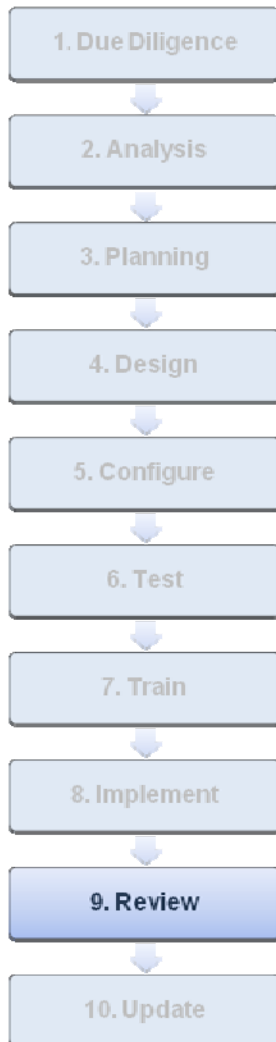 1. Due Diligence
2. Analysis
3. Planning
4. Design
5. Configure
6. Test
7. Train
8. Implement
9. Review
10. Update